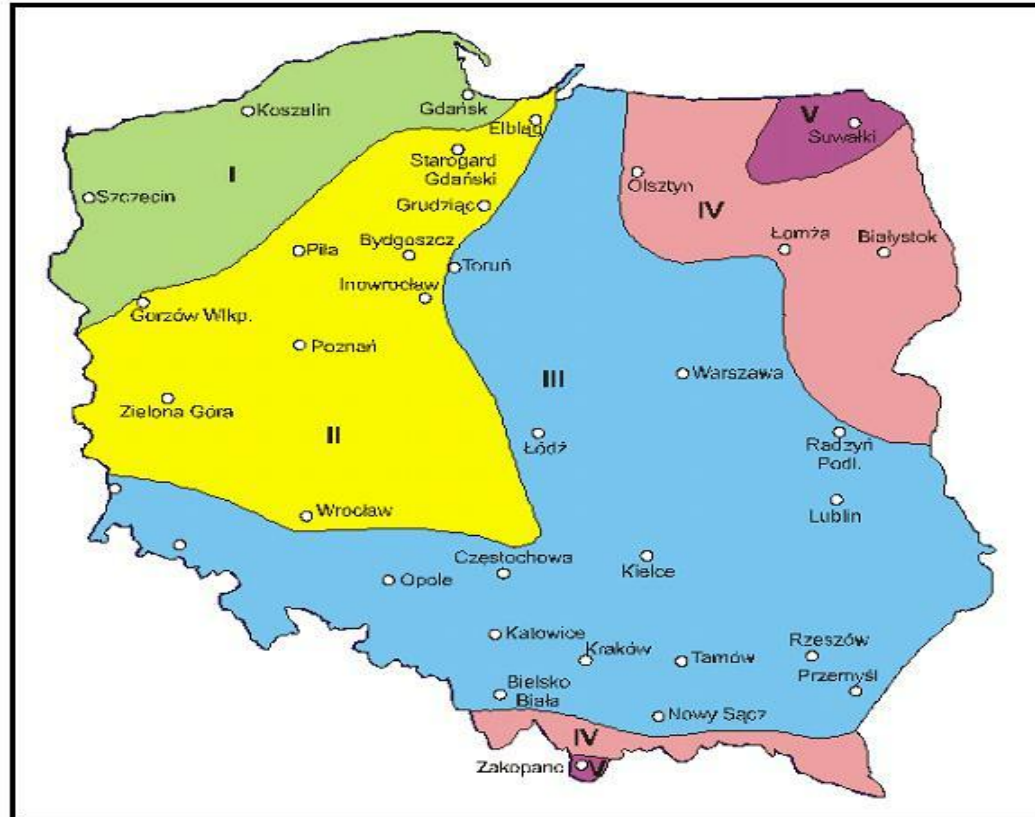 Koszalin
Gdańsk
Elbląg
V
Suwałki
Starogard
Gdański
I
Szczecin
Olsztyn
Grudziąc
IV
Piła
Bydgoszcz
Łomża
Białystok
Toruń
Inowrocław
Gorzów Wlkp.
Poznań
III
Warszawa
Zielona Góra
II
Łódź
Radzyń
Podl.
Wrocław
Lublin
Częstochowa
Opole
Kielce
Katowice
Kraków
Tarnów
Rzeszów
Przemyśl
Bielsko
Biała
Nowy Sącz
IV
Zakopane
V